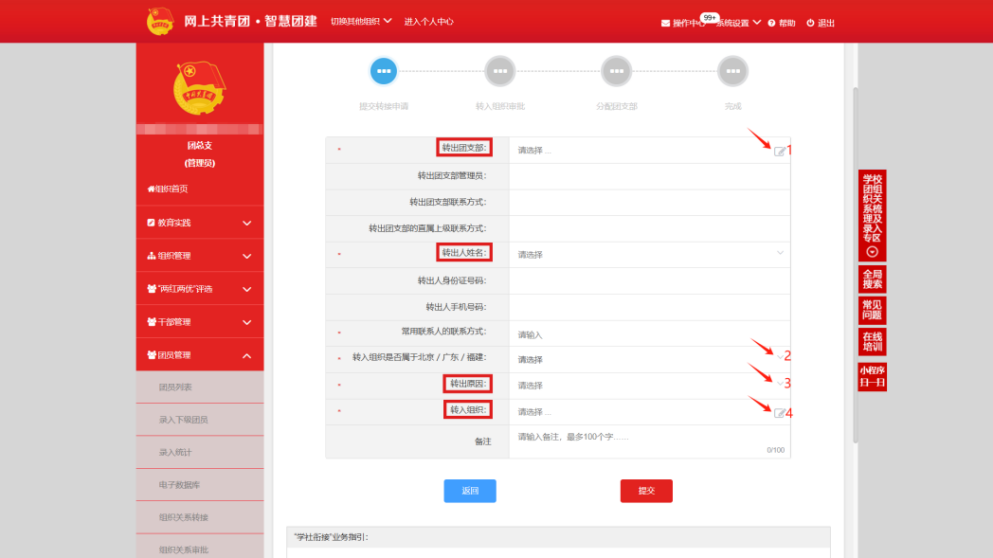 网上共青团·智慧团建 切换其他组织 进入个人中心 操作中心 99+ 系统设置 帮助 退出
团总支
(管理员)
组织首页
教育实践
组织管理
"两红两优"评选
干部管理
团员管理
团员列表
录入下级团员
录入统计
电子数据库
组织关系转接
组织关系审批
提交转接申请 转入组织审批 分配团支部 完成
* 转出团支部: 请选择 ... 1
转出团支部管理员:
转出团支部联系方式:
转出团支部的直属上级联系方式:
* 转出人姓名: 请选择
转出人身份证号码:
转出人手机号码:
* 常用联系人的联系方式: 请输入
* 转入组织是否属于北京/广东/福建: 请选择 2
* 转出原因: 请选择 3
* 转入组织: 请选择 ... 4
备注 请输入备注，最多100个字......
0/100
返回 提交
"学社衔接"业务指引:
学校
团组
织关
系梳
理及
录入
专区
全局
搜索
常见
问题
在线
培训
小程序
扫一扫